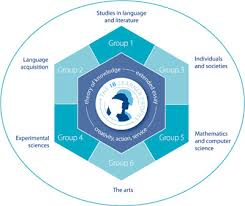 Studies in language
and literature
Group 1
Language
acquisition
Group 2
Individuals
and societies
Group 3
theory of knowledge
extended essay
Experimental
sciences
Group 4
Mathematics and
computer science
Group 5
creativity, action, service
Group 6
The arts